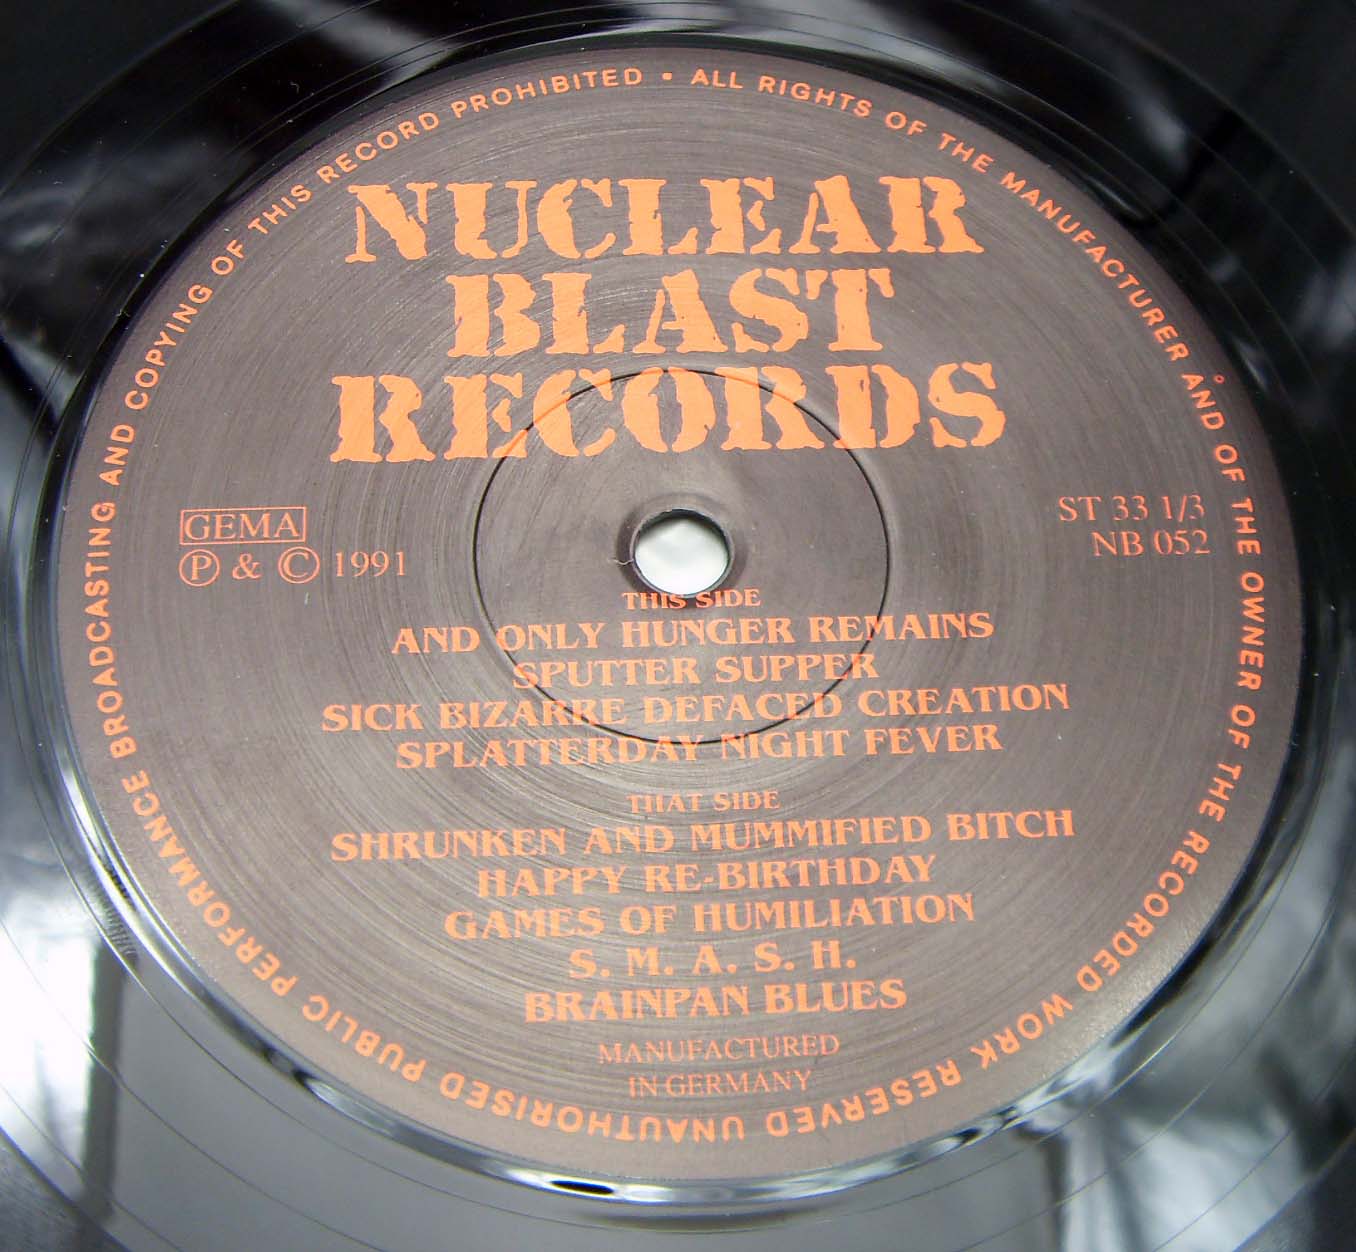 ALL RIGHTS OF THE MANUFACTURER AND OF THE OWNER OF THE RECORDED WORK RESERVED UNAUTHORISED PUBLIC PERFORMANCE BROADCASTING AND COPYING OF THIS RECORD PROHIBITED •
NUCLEAR
BLAST
RECORDS
GEMA
Ⓟ & © 1991
ST 33 1/3
NB 052
THIS SIDE
AND ONLY HUNGER REMAINS
SPUTTER SUPPER
SICK BIZARRE DEFACED CREATION
SPLATTERDAY NIGHT FEVER
THAT SIDE
SHRUNKEN AND MUMMIFIED BITCH
HAPPY RE-BIRTHDAY
GAMES OF HUMILIATION
S. M. A. S. H.
BRAINPAN BLUES
MANUFACTURED
IN GERMANY